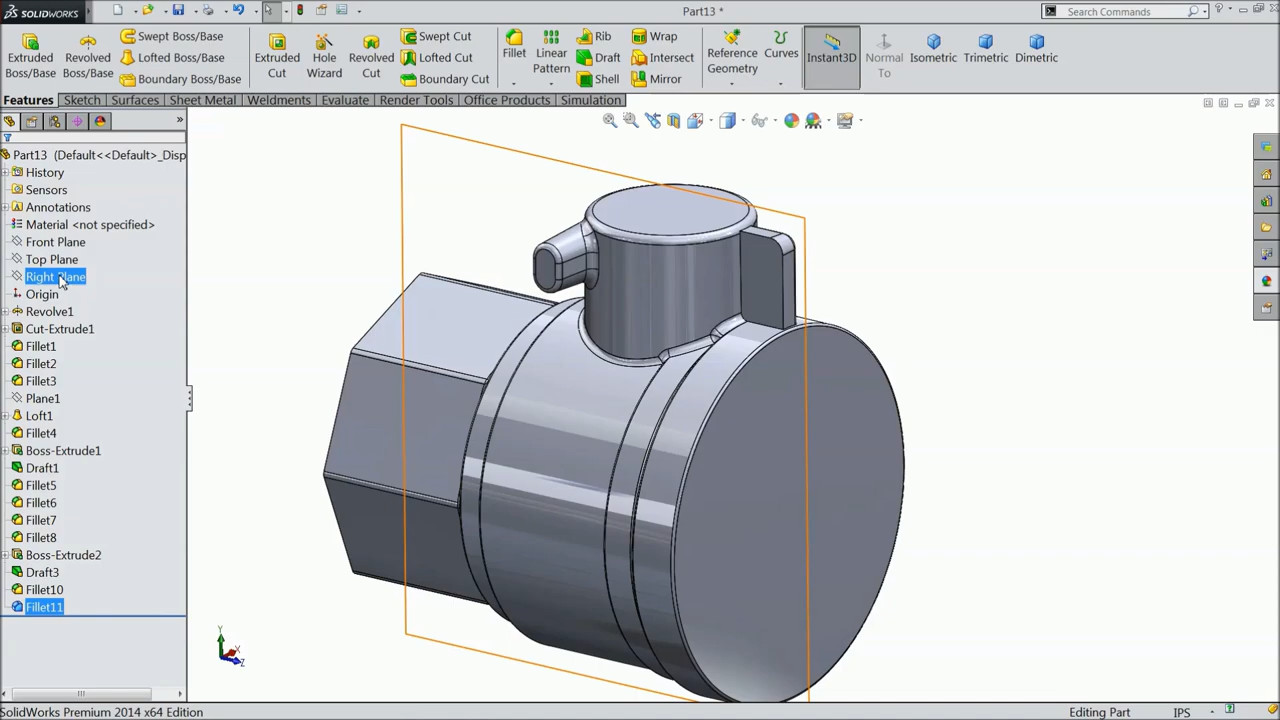 SOLIDWORKS
Part13 *
Search Commands
Extruded Boss/Base
Revolved Boss/Base
Swept Boss/Base
Lofted Boss/Base
Boundary Boss/Base
Extruded Cut
Hole Wizard
Revolved Cut
Swept Cut
Lofted Cut
Boundary Cut
Fillet
Linear Pattern
Rib
Draft
Shell
Wrap
Intersect
Mirror
Reference Geometry
Curves
Instant3D
Normal To
Isometric
Trimetric
Dimetric
Features
Sketch
Surfaces
Sheet Metal
Weldments
Evaluate
Render Tools
Office Products
Simulation
Part13 (Default<<Default>_Disp
History
Sensors
Annotations
Material <not specified>
Front Plane
Top Plane
Right Plane
Origin
Revolve1
Cut-Extrude1
Fillet1
Fillet2
Fillet3
Plane1
Loft1
Fillet4
Boss-Extrude1
Draft1
Fillet5
Fillet6
Fillet7
Fillet8
Boss-Extrude2
Draft3
Fillet10
Fillet11
Y
X
Z
SolidWorks Premium 2014 x64 Edition
Editing Part
IPS